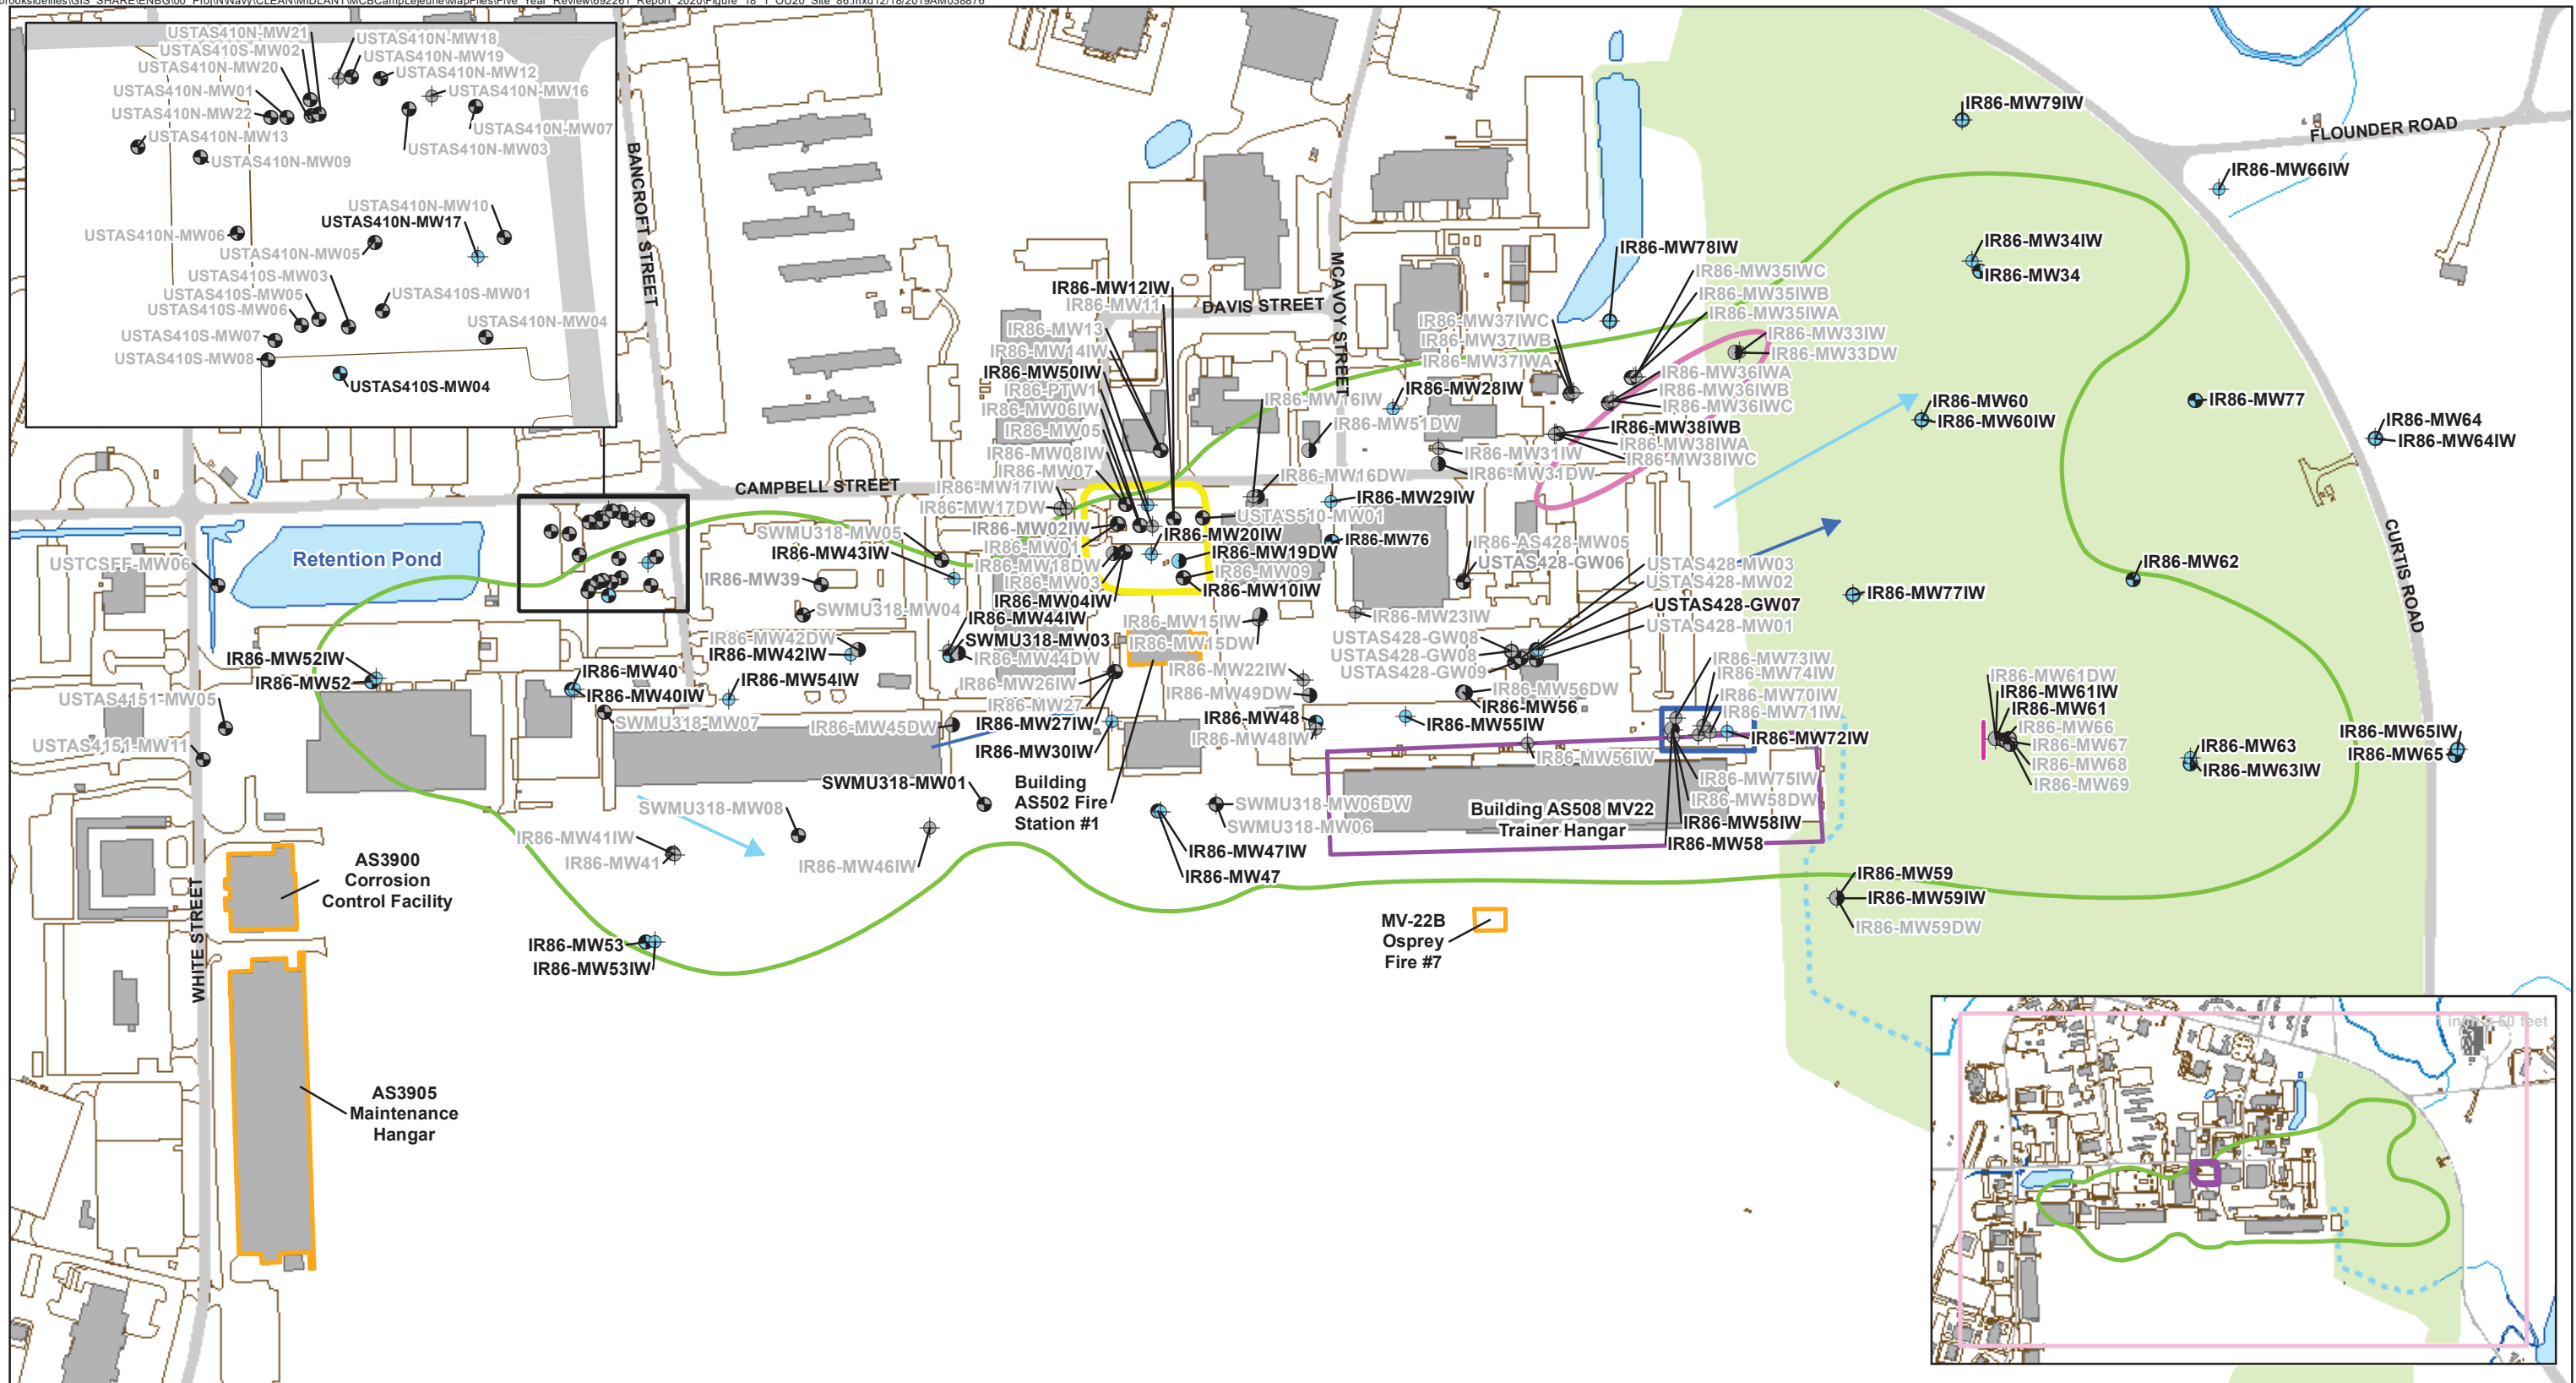 brooksidefiles\GIS_SHARE\ENBG\00_Proj\N\Navy\CLEAN\MIDLANT\MCBCampLejeune\MapFiles\Five_Year_Review\692261_Report_2020\Figure_18_1_OU20_Site_86.mxd12/18/2019AM038876
USTAS410N-MW21
USTAS410S-MW02
USTAS410N-MW20
USTAS410N-MW01
USTAS410N-MW22
USTAS410N-MW13
USTAS410N-MW09
USTAS410N-MW18
USTAS410N-MW19
USTAS410N-MW12
USTAS410N-MW16
USTAS410N-MW07
USTAS410N-MW03
USTAS410N-MW10
USTAS410N-MW17
USTAS410N-MW06
USTAS410N-MW05
USTAS410S-MW03
USTAS410S-MW05
USTAS410S-MW06
USTAS410S-MW01
USTAS410N-MW04
USTAS410S-MW07
USTAS410S-MW08
USTAS410S-MW04
BANCROFT STREET
MCAVOY STREET
DAVIS STREET
CAMPBELL STREET
FLOUNDER ROAD
CURTIS ROAD
WHITE STREET
IR86-MW79IW
IR86-MW66IW
IR86-MW34IW
IR86-MW34
IR86-MW78IW
IR86-MW35IWC
IR86-MW35IWB
IR86-MW35IWA
IR86-MW33IW
IR86-MW33DW
IR86-MW37IWC
IR86-MW37IWB
IR86-MW37IWA
IR86-MW36IWA
IR86-MW36IWB
IR86-MW36IWC
IR86-MW28IW
IR86-MW38IWB
IR86-MW38IWA
IR86-MW38IWC
IR86-MW12IW
IR86-MW11
IR86-MW13
IR86-MW14IW
IR86-MW50IW
IR86-PTW1
IR86-MW06IW
IR86-MW05
IR86-MW08IW
IR86-MW07
IR86-MW17IW
IR86-MW17DW
IR86-MW02IW
IR86-MW01
IR86-MW18DW
IR86-MW03
IR86-MW04IW
IR86-MW16IW
IR86-MW51DW
IR86-MW31IW
IR86-MW31DW
IR86-MW16DW
IR86-MW29IW
USTAS510-MW01
IR86-MW20IW
IR86-MW76
IR86-MW19DW
IR86-MW09
IR86-MW10IW
IR86-MW60
IR86-MW60IW
IR86-MW77
IR86-MW64
IR86-MW64IW
IR86-MW62
IR86-MW77IW
Retention Pond
USTCSFF-MW06
SWMU318-MW05
IR86-MW43IW
IR86-MW39
SWMU318-MW04
IR86-AS428-MW05
USTAS428-GW06
USTAS428-MW03
USTAS428-MW02
USTAS428-GW07
USTAS428-MW01
IR86-MW23IW
USTAS428-GW08
USTAS428-GW08
USTAS428-GW09
IR86-MW44IW
SWMU318-MW03
IR86-MW44DW
IR86-MW42DW
IR86-MW42IW
IR86-MW15IW
IR86-MW15DW
IR86-MW22IW
IR86-MW49DW
IR86-MW26IW
IR86-MW27
IR86-MW27IW
IR86-MW30IW
IR86-MW52IW
IR86-MW52
IR86-MW40
IR86-MW40IW
IR86-MW54IW
SWMU318-MW07
IR86-MW45DW
USTAS4151-MW05
USTAS4151-MW11
IR86-MW48
IR86-MW48IW
IR86-MW56DW
IR86-MW56
IR86-MW55IW
IR86-MW56IW
IR86-MW73IW
IR86-MW74IW
IR86-MW70IW
IR86-MW71IW
IR86-MW72IW
IR86-MW75IW
IR86-MW58DW
IR86-MW58IW
IR86-MW58
IR86-MW61DW
IR86-MW61IW
IR86-MW61
IR86-MW66
IR86-MW67
IR86-MW68
IR86-MW69
IR86-MW63
IR86-MW63IW
IR86-MW65IW
IR86-MW65
SWMU318-MW01
Building
AS502 Fire
Station #1
SWMU318-MW06DW
SWMU318-MW06
Building AS508 MV22
Trainer Hangar
SWMU318-MW08
IR86-MW41IW
IR86-MW41
IR86-MW46IW
IR86-MW47IW
IR86-MW47
IR86-MW59
IR86-MW59IW
IR86-MW59DW
AS3900
Corrosion
Control Facility
IR86-MW53
IR86-MW53IW
MV-22B
Osprey
Fire #7
AS3905
Maintenance
Hangar